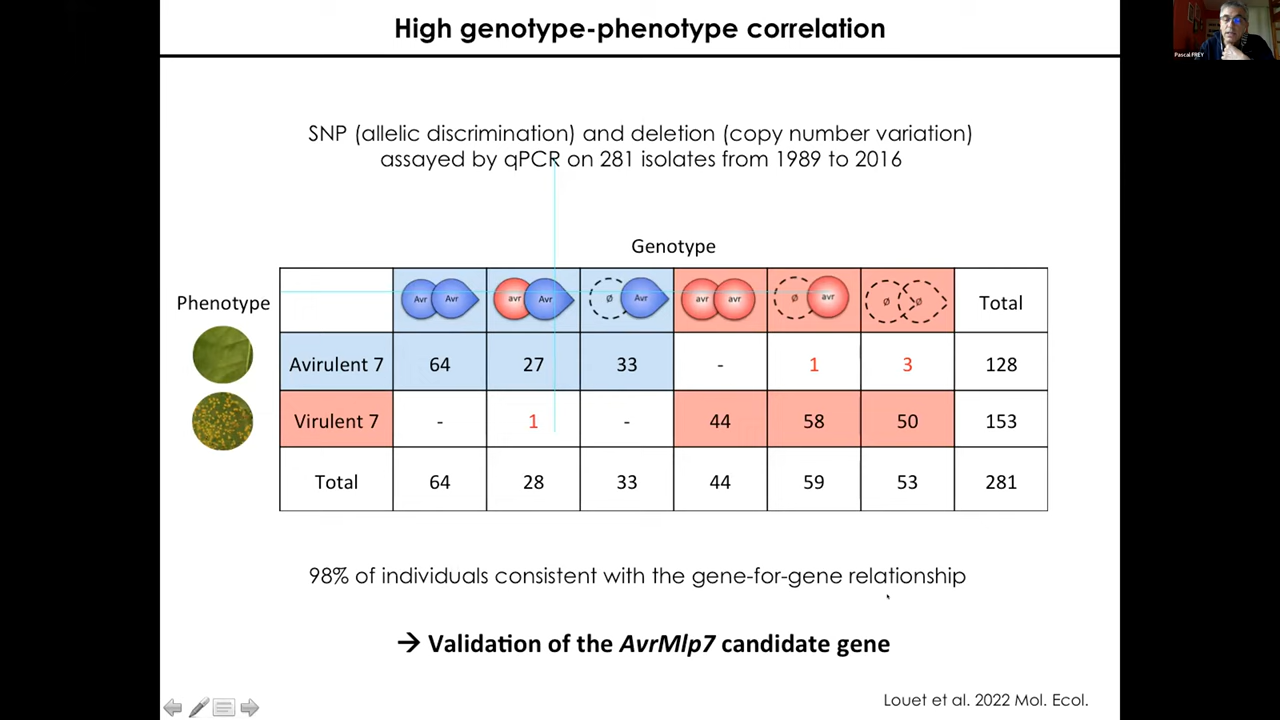 High genotype-phenotype correlation
Pascal FREY
SNP (allelic discrimination) and deletion (copy number variation)
assayed by qPCR on 281 isolates from 1989 to 2016
Genotype
Phenotype
Avr Avr avr Avr ø Avr avr avr ø avr ø ø Total
Avirulent 7 64 27 33 - 1 3 128
Virulent 7 - 1 - 44 58 50 153
Total 64 28 33 44 59 53 281
98% of individuals consistent with the gene-for-gene relationship
→ Validation of the AvrMlp7 candidate gene
Louet et al. 2022 Mol. Ecol.